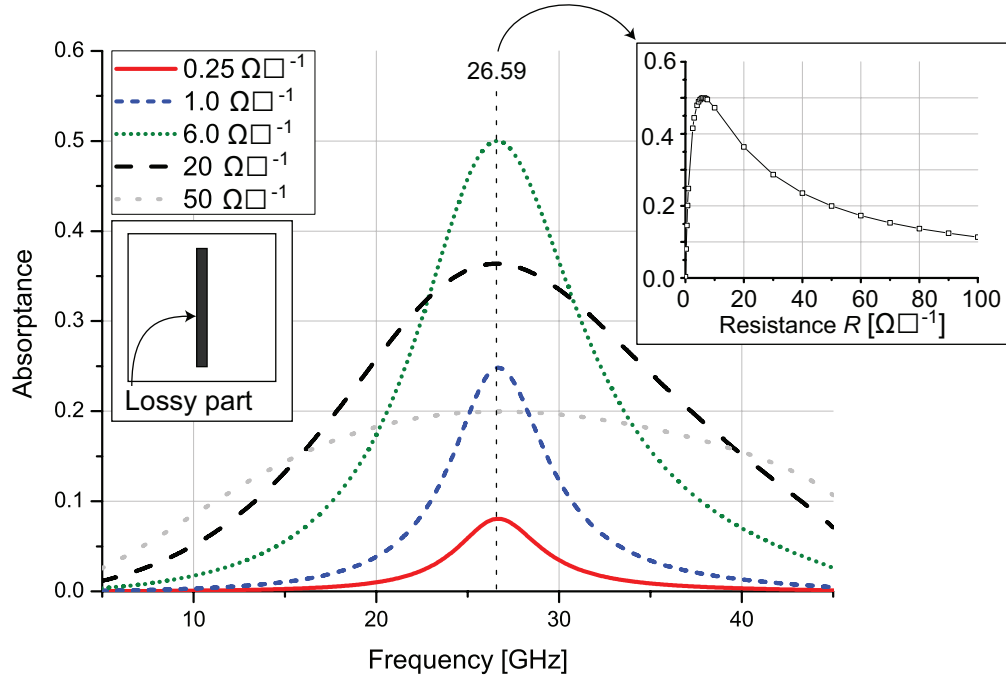 0.6
0.5
0.4
0.3
0.2
0.1
0.0
Absorptance
10
20
30
40
Frequency [GHz]
0.25 Ω□⁻¹
1.0 Ω□⁻¹
6.0 Ω□⁻¹
20 Ω□⁻¹
50 Ω□⁻¹
Lossy part
26.59
0.6
0.4
0.2
0.0
0
20
40
60
80
100
Resistance R [Ω□⁻¹]